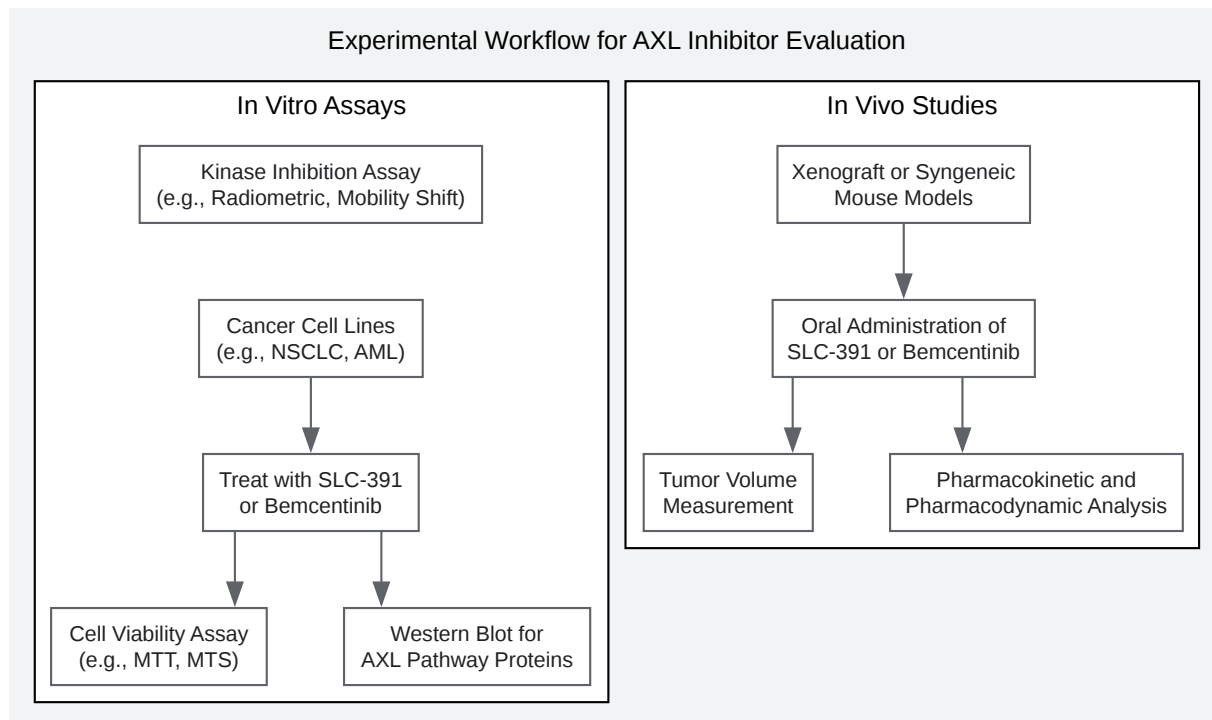 Experimental Workflow for AXL Inhibitor Evaluation
In Vitro Assays
Kinase Inhibition Assay
(e.g., Radiometric, Mobility Shift)
Cancer Cell Lines
(e.g., NSCLC, AML)
Treat with SLC-391
or Bemcentinib
Cell Viability Assay
(e.g., MTT, MTS)
Western Blot for
AXL Pathway Proteins
In Vivo Studies
Xenograft or Syngeneic
Mouse Models
Oral Administration of
SLC-391 or Bemcentinib
Tumor Volume
Measurement
Pharmacokinetic and
Pharmacodynamic Analysis